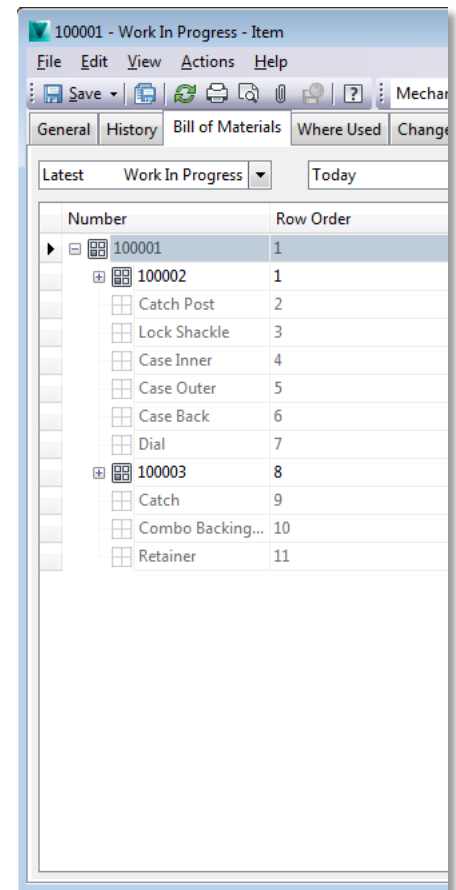 100001 - Work In Progress - Item
File Edit View Actions Help
Save
General History Bill of Materials Where Used
Latest Work In Progress Today
Number Row Order
100001 1
100002 1
Catch Post 2
Lock Shackle 3
Case Inner 4
Case Outer 5
Case Back 6
Dial 7
100003 8
Catch 9
Combo Backing... 10
Retainer 11